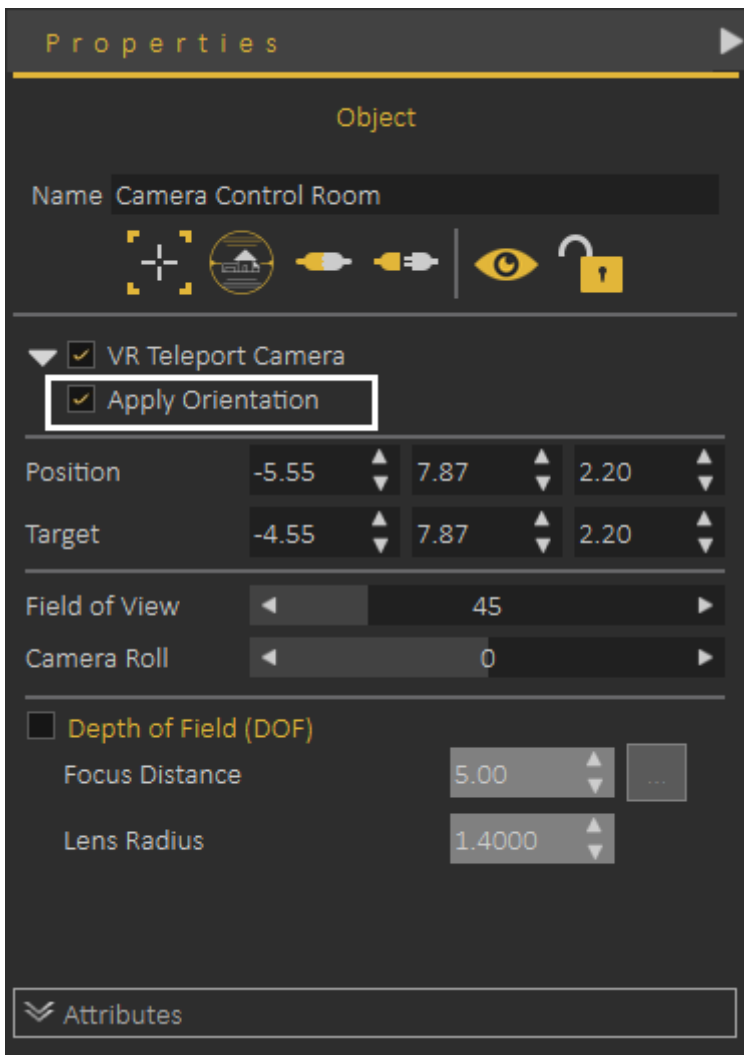 Properties
Object
Name Camera Control Room
VR Teleport Camera
Apply Orientation
Position -5.55 7.87 2.20
Target -4.55 7.87 2.20
Field of View 45
Camera Roll 0
Depth of Field (DOF)
Focus Distance 5.00 ...
Lens Radius 1.4000
Attributes